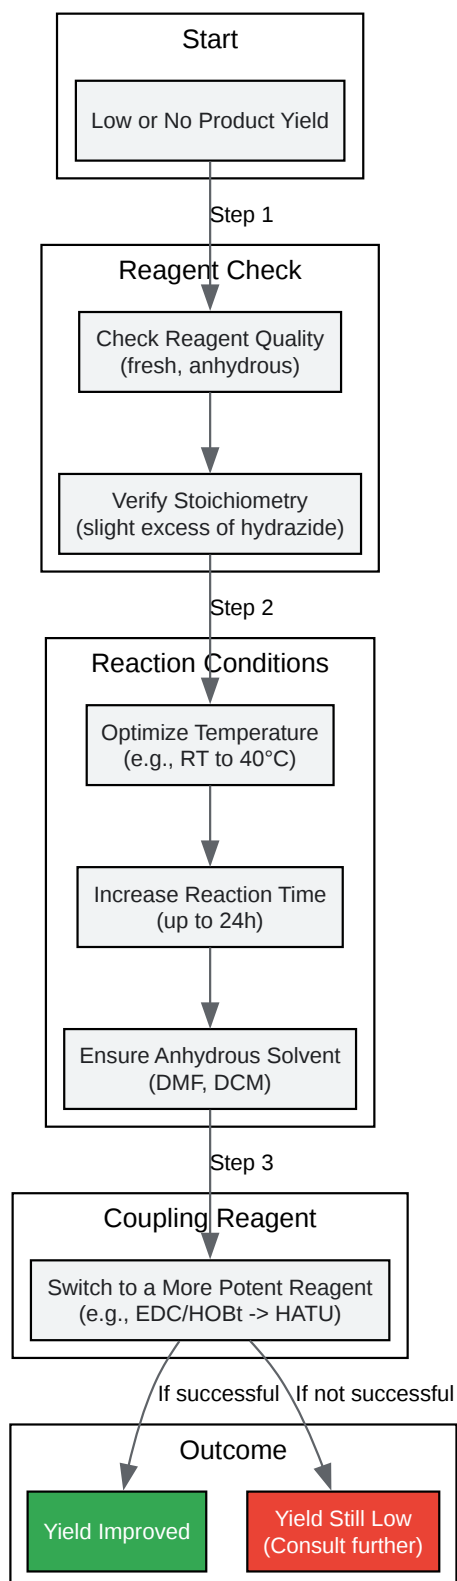 Start
Low or No Product Yield
Step 1
Reagent Check
Check Reagent Quality
(fresh, anhydrous)
Verify Stoichiometry
(slight excess of hydrazide)
Step 2
Reaction Conditions
Optimize Temperature
(e.g., RT to 40°C)
Increase Reaction Time
(up to 24h)
Ensure Anhydrous Solvent
(DMF, DCM)
Step 3
Coupling Reagent
Switch to a More Potent Reagent
(e.g., EDC/HOBt -> HATU)
If successful
If not successful
Outcome
Yield Improved
Yield Still Low
(Consult further)